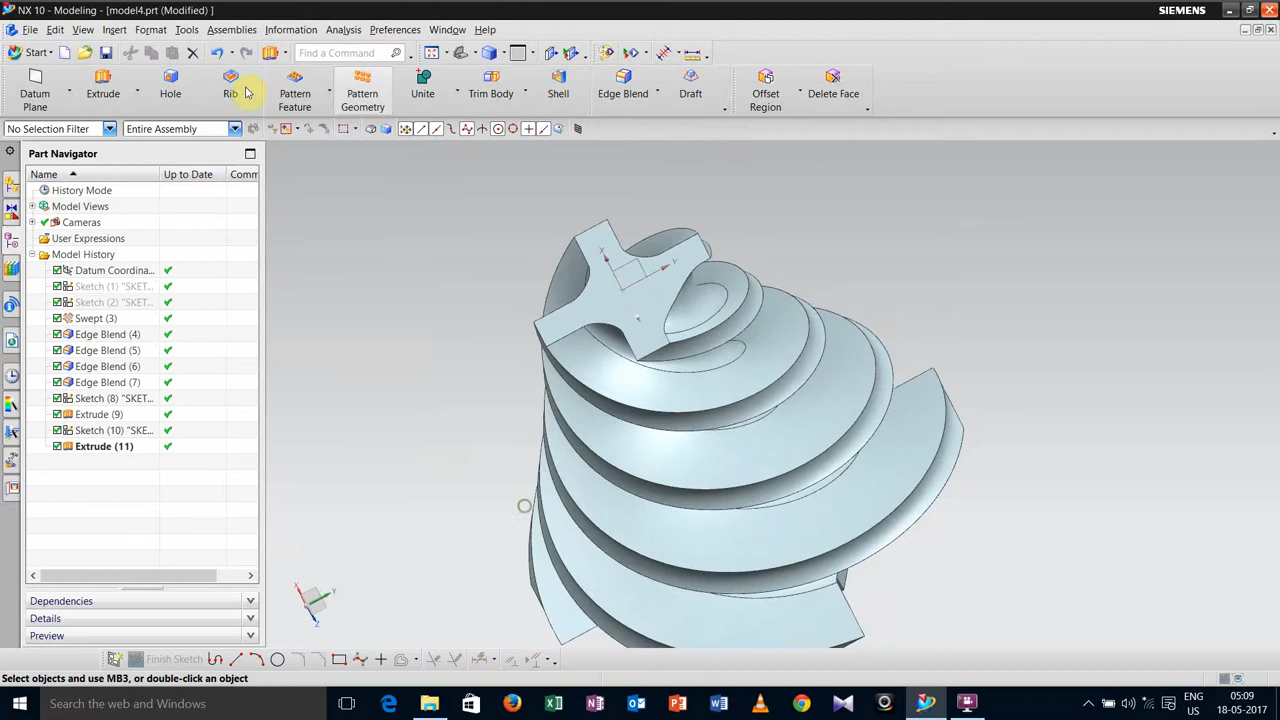 NX 10 - Modeling - [model4.prt (Modified) ]
SIEMENS
File Edit View Insert Format Tools Assemblies Information Analysis Preferences Window Help
Start Find a Command
Datum Plane Extrude Hole Rib Pattern Feature Pattern Geometry Unite Trim Body Shell Edge Blend Draft Offset Region Delete Face
No Selection Filter Entire Assembly
Part Navigator
Name Up to Date Comm
History Mode
Model Views
Cameras
User Expressions
Model History
Datum Coordina...
Sketch (1) "SKET...
Sketch (2) "SKET...
Swept (3)
Edge Blend (4)
Edge Blend (5)
Edge Blend (6)
Edge Blend (7)
Sketch (8) "SKET...
Extrude (9)
Sketch (10) "SKE...
Extrude (11)
X
Y
X
Y
Z
Dependencies
Details
Preview
Finish Sketch
Select objects and use MB3, or double-click an object
Search the web and Windows
ENG 05:09
US 18-05-2017